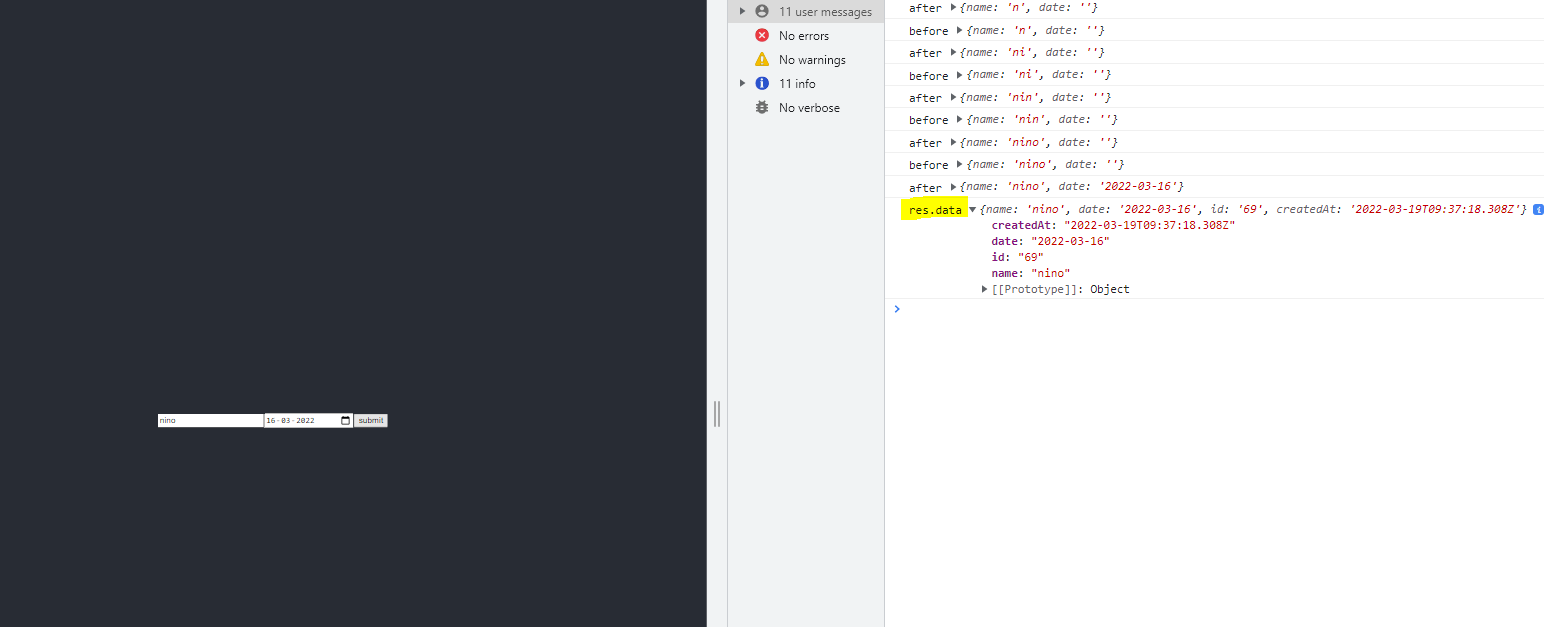 nino 16-03-2022 submit
11 user messages
No errors
No warnings
11 info
No verbose
after {name: 'n', date: ''}
before {name: 'n', date: ''}
after {name: 'ni', date: ''}
before {name: 'ni', date: ''}
after {name: 'nin', date: ''}
before {name: 'nin', date: ''}
after {name: 'nino', date: ''}
before {name: 'nino', date: ''}
after {name: 'nino', date: '2022-03-16'}
res.data {name: 'nino', date: '2022-03-16', id: '69', createdAt: '2022-03-19T09:37:18.308Z'}
createdAt: "2022-03-19T09:37:18.308Z"
date: "2022-03-16"
id: "69"
name: "nino"
[[Prototype]]: Object